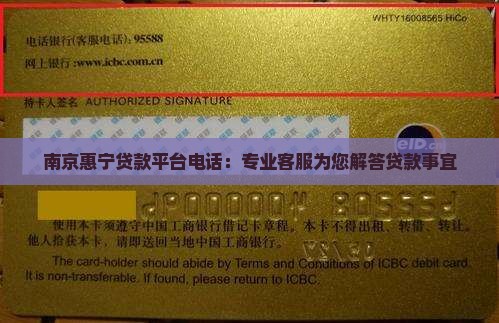 WHTY16008565 HiCo
电话银行(客服电话): 95588
网上银行:www.icbc.com.cn
持卡人签名 AUTHORIZED SIGNATURE
eID
南京惠宁贷款平台电话：专业客服为您解答贷款事宜
使用本卡须遵守中国工商银行借记卡章程。本卡不得出租、转借、转让。
他人拾获本卡，请即送回当地中国工商银行。
The card-holder should abide by Terms and Conditions of ICBC debit card.
It is non-transferable. If found, please return to ICBC.